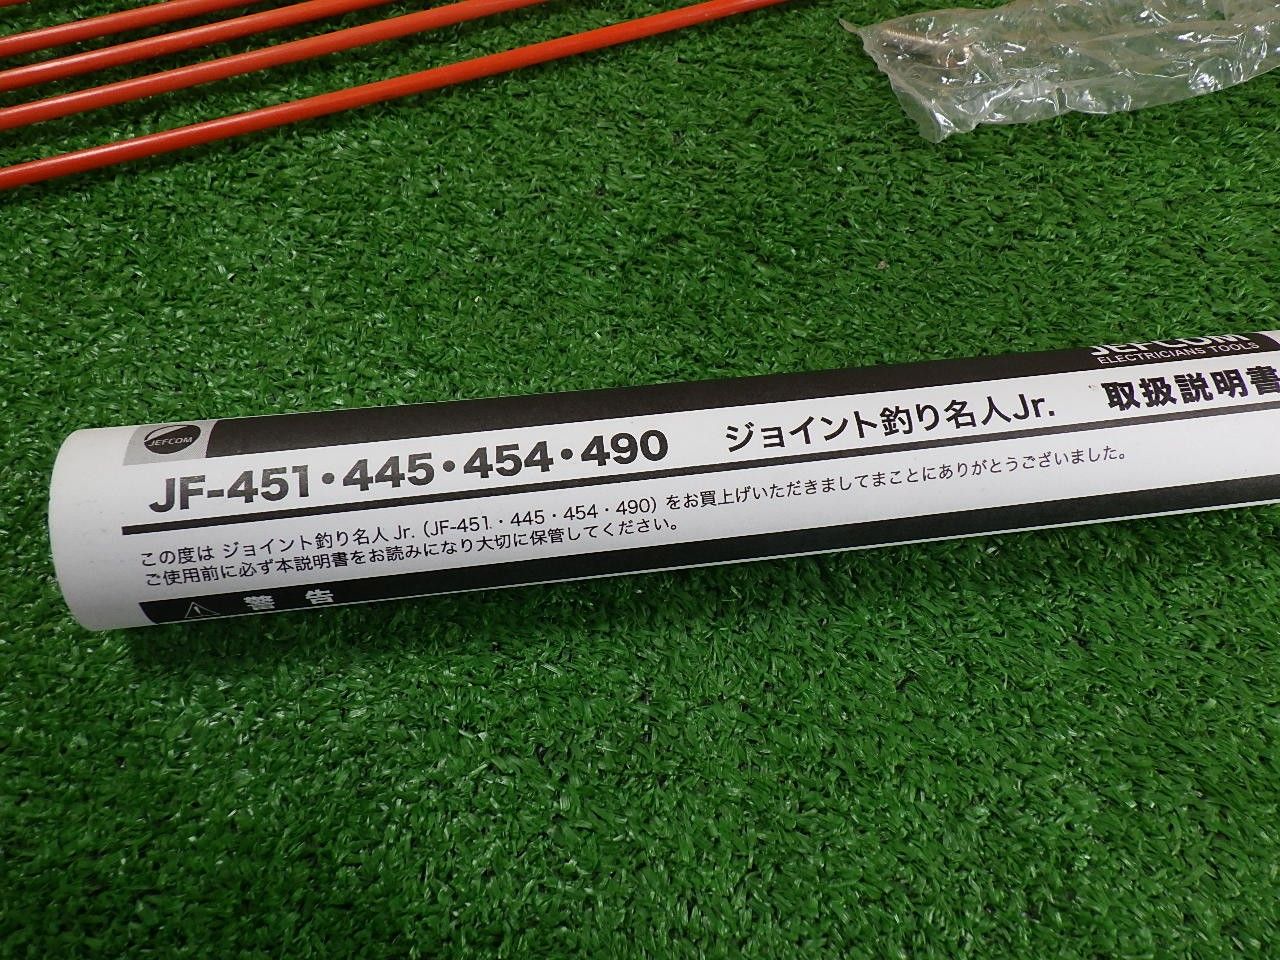 JEFCOM
ELECTRICIANS TOOLS
JEFCOM
JF-451・445・454・490 ジョイント釣り名人Jr. 取扱説明書
この度は ジョイント釣り名人Jr.（JF-451・445・454・490）をお買上げいただきましてまことにありがとうございました。
ご使用前に必ず本説明書をお読みになり大切に保管してください。
警告